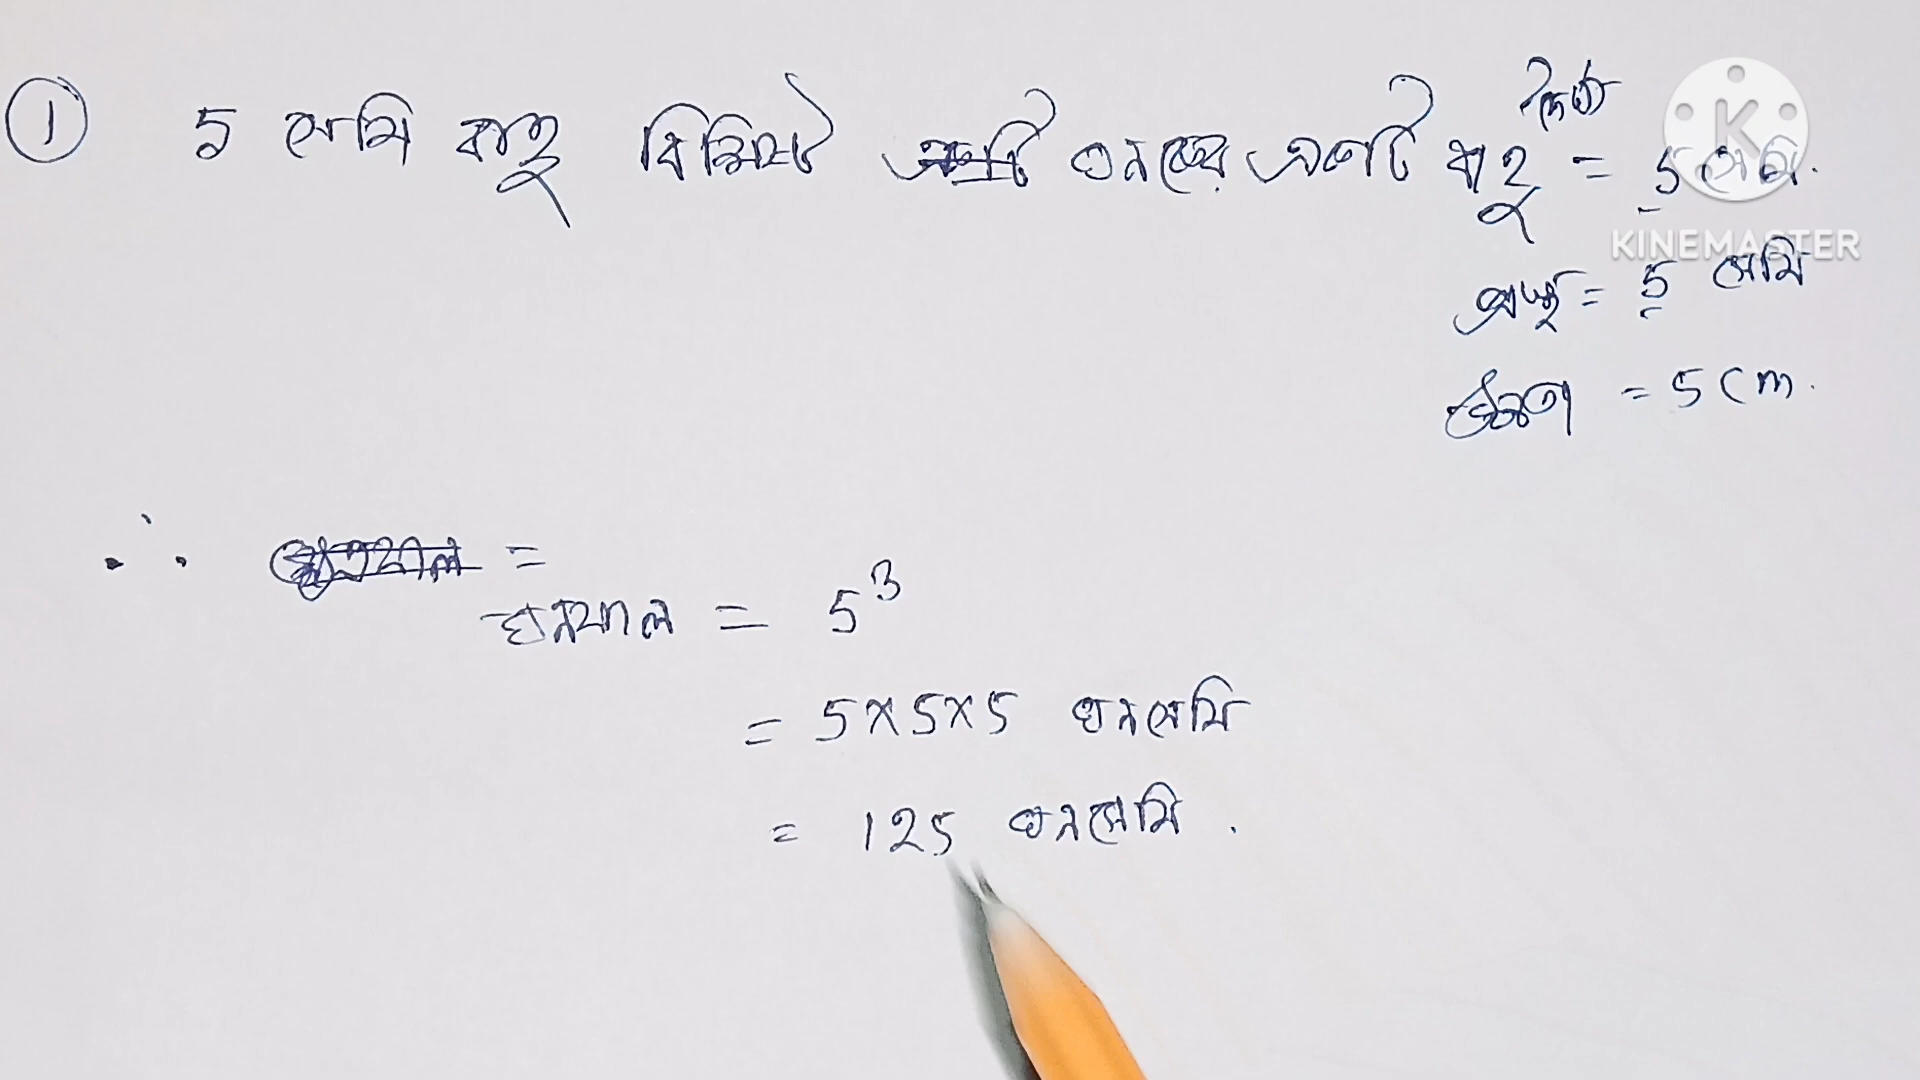 ① 5 সেমি বাহু বিশিষ্ট ঘনকের একটি বাহু = 5 সেমি.
দৈর্ঘ্য
KINEMASTER
প্রস্থ = 5 সেমি
উচ্চতা = 5 cm.
∴ =
ঘনফল = 5³
= 5×5×5 ঘনসেমি
= 125 ঘনসেমি.